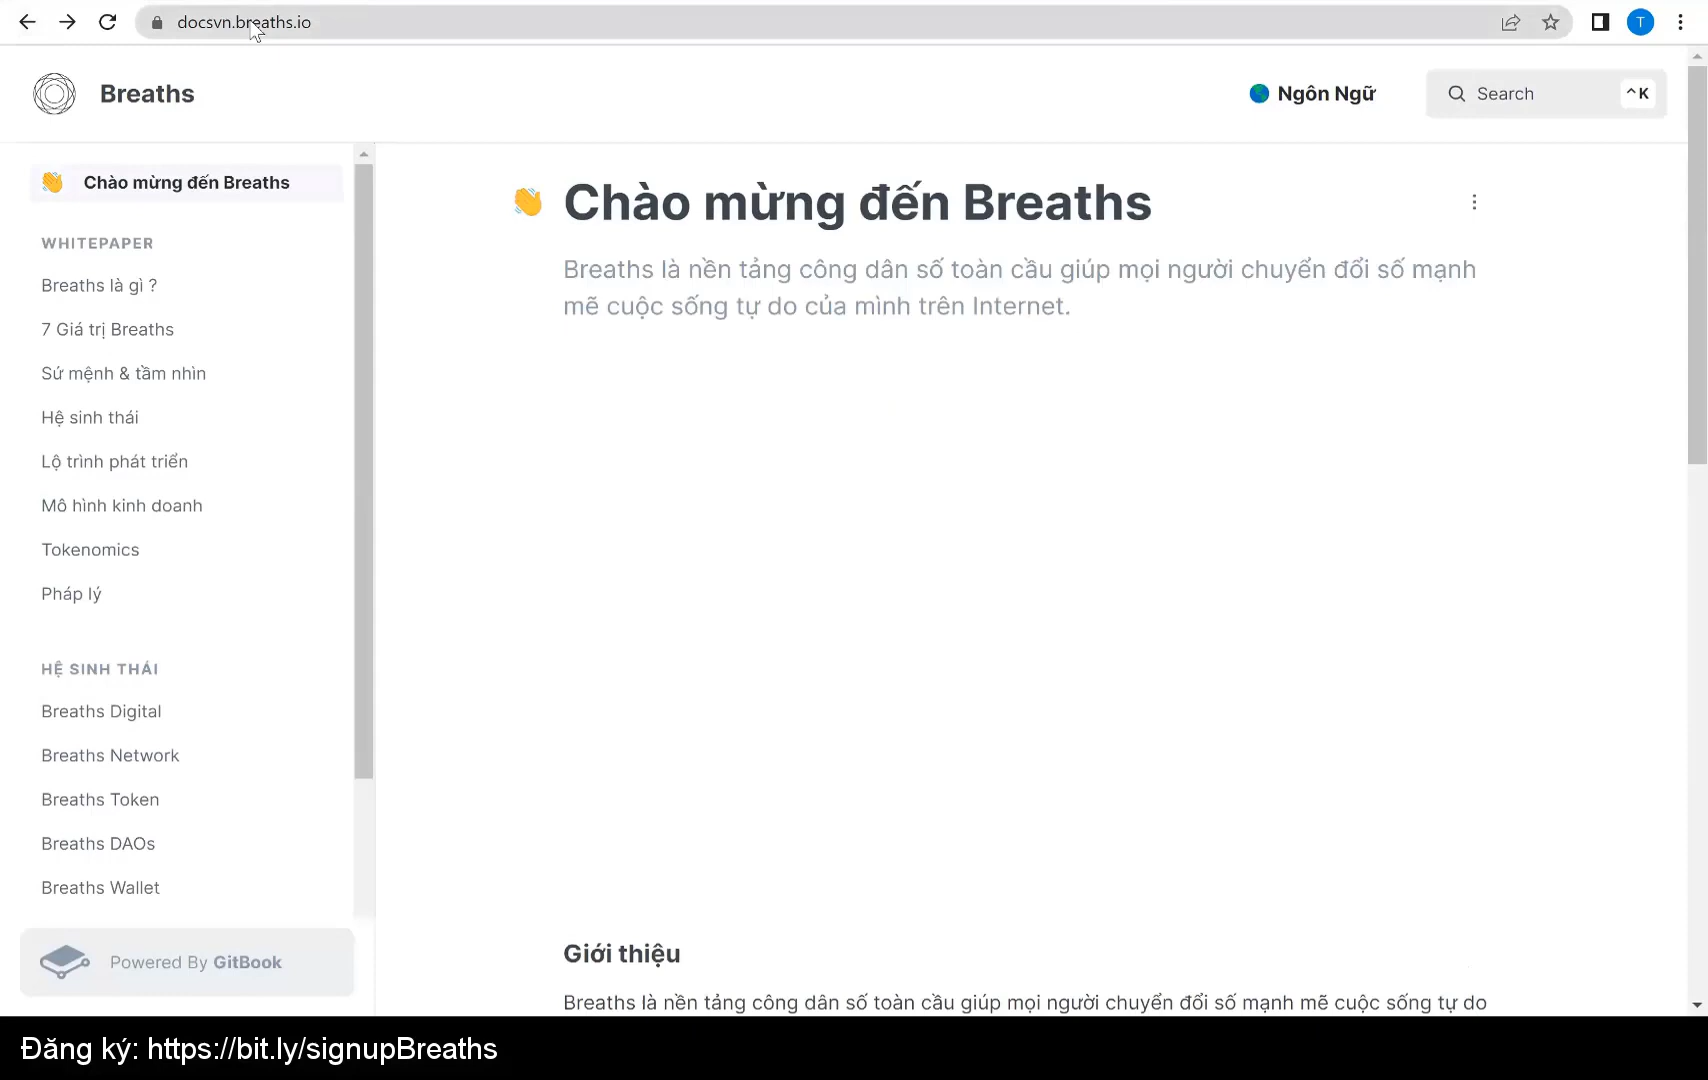 docsvn.breaths.io
T
Breaths
Ngôn Ngữ
Search
^K
Chào mừng đến Breaths
WHITEPAPER
Breaths là gì ?
7 Giá trị Breaths
Sứ mệnh & tầm nhìn
Hệ sinh thái
Lộ trình phát triển
Mô hình kinh doanh
Tokenomics
Pháp lý
HỆ SINH THÁI
Breaths Digital
Breaths Network
Breaths Token
Breaths DAOs
Breaths Wallet
Powered By GitBook
Chào mừng đến Breaths
Breaths là nền tảng công dân số toàn cầu giúp mọi người chuyển đổi số mạnh
mẽ cuộc sống tự do của mình trên Internet.
Giới thiệu
Breaths là nền tảng công dân số toàn cầu giúp mọi người chuyển đổi số mạnh mẽ cuộc sống tự do
Đăng ký: https://bit.ly/signupBreaths